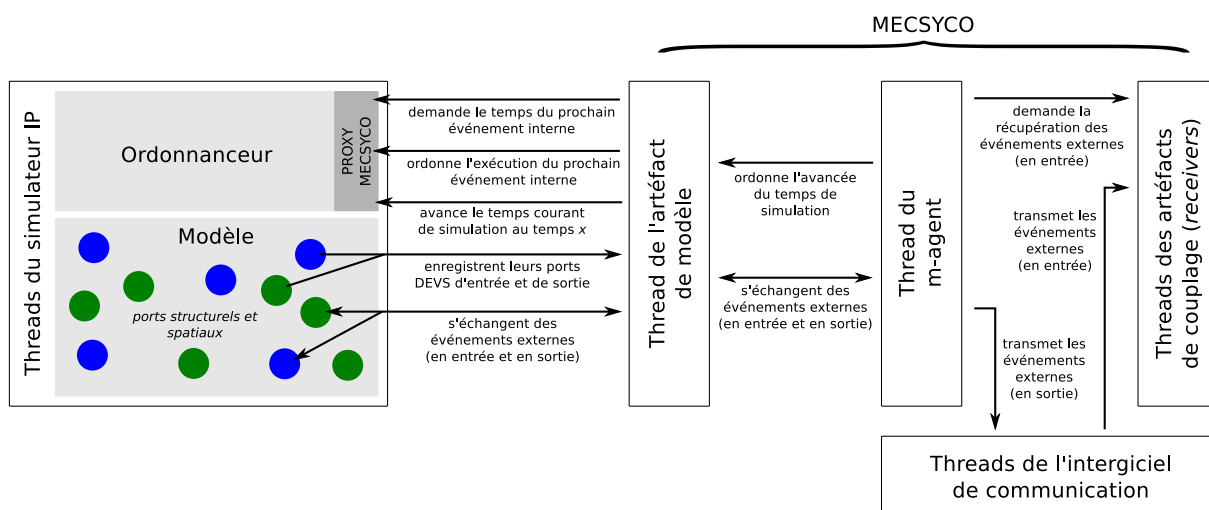 MECSYCO
Threads du simulateur IP
Ordonnanceur
PROXY
MECSYCO
Modèle
ports structurels et
spatiaux
demande le temps du prochain
événement interne
ordonne l'exécution du prochain
événement interne
avance le temps courant
de simulation au temps x
enregistrent leurs ports
DEVS d'entrée et de sortie
s'échangent des
événements externes
(en entrée et en sortie)
Thread de l'artéfact
de modèle
ordonne l'avancée
du temps de
simulation
s'échangent des
événements externes
(en entrée et en sortie)
Thread du
m-agent
demande la
récupération des
événements externes
(en entrée)
transmet les
événements
externes
(en entrée)
transmet les
événements
externes
(en sortie)
Threads des artéfacts
de couplage (receivers)
Threads de l'intergiciel
de communication